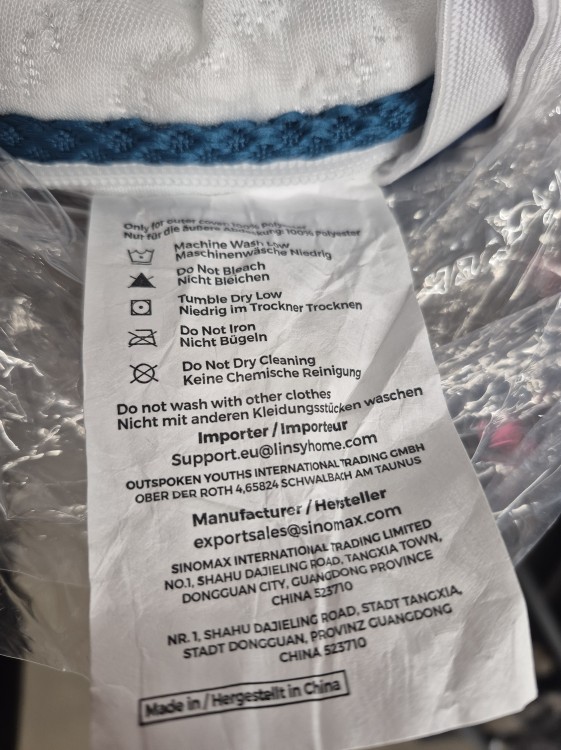 Only for outer cover: 100% Polyester
Nur für die äußere Abdeckung: 100% Polyester
Machine Wash Low
Maschinenwäsche Niedrig
Do Not Bleach
Nicht Bleichen
Tumble Dry Low
Niedrig im Trockner Trocknen
Do Not Iron
Nicht Bügeln
Do Not Dry Cleaning
Keine Chemische Reinigung
Do not wash with other clothes
Nicht mit anderen Kleidungsstücken waschen
Importer / Importeur
Support.eu@linsyhome.com
OUTSPOKEN YOUTHS INTERNATIONAL TRADING GMBH
OBER DER ROTH 4,65824 SCHWALBACH AM TAUNUS
Manufacturer / Hersteller
exportsales@sinomax.com
SINOMAX INTERNATIONAL TRADING LIMITED
NO.1, SHAHU DAJIELING ROAD, TANGXIA TOWN,
DONGGUAN CITY, GUANGDONG PROVINCE
CHINA 523710
NR. 1, SHAHU DAJIELING ROAD, STADT TANGXIA,
STADT DONGGUAN, PROVINZ GUANGDONG
CHINA 523710
Made in / Hergestellt in China